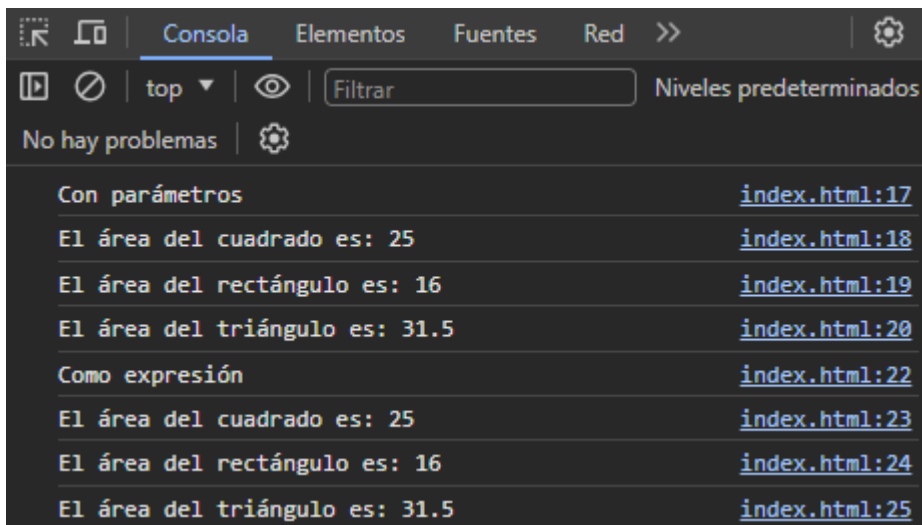 Consola Elementos Fuentes Red
top Filtrar Niveles predeterminados
No hay problemas
Con parámetros index.html:17
El área del cuadrado es: 25 index.html:18
El área del rectángulo es: 16 index.html:19
El área del triángulo es: 31.5 index.html:20
Como expresión index.html:22
El área del cuadrado es: 25 index.html:23
El área del rectángulo es: 16 index.html:24
El área del triángulo es: 31.5 index.html:25